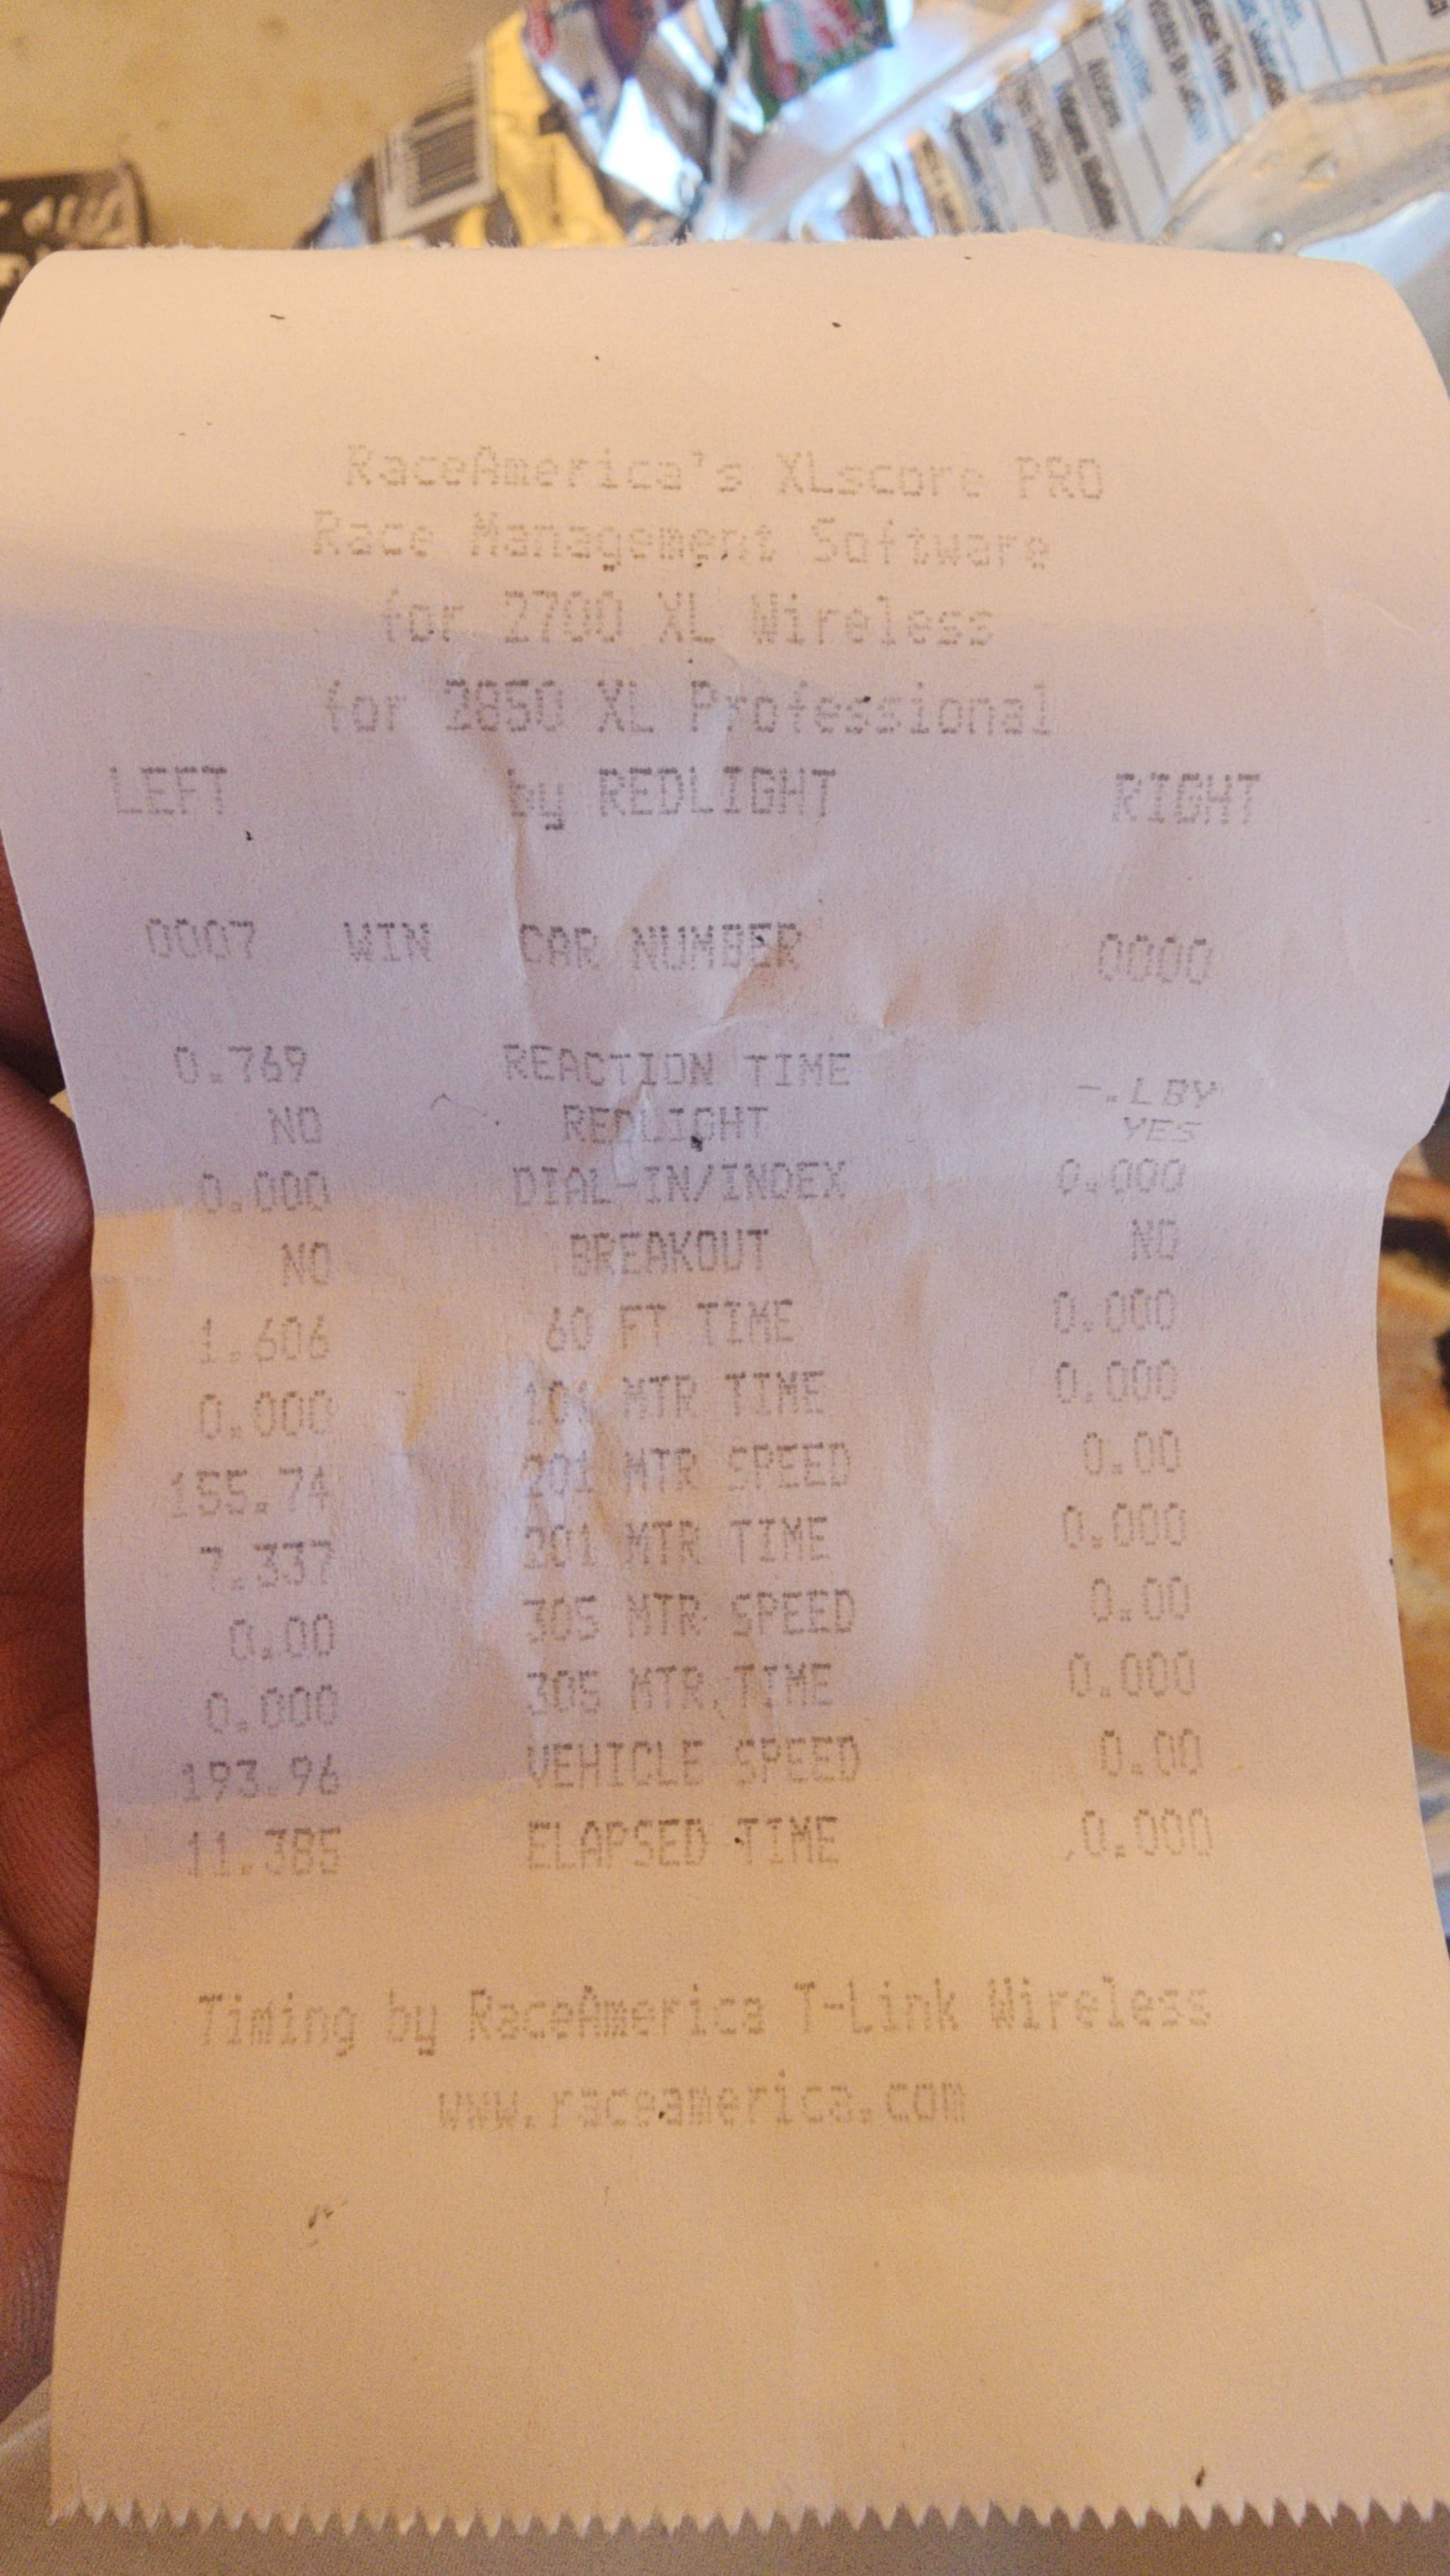 RaceAmerica's XLscore PRO
Race Management Software
for 2700 XL Wireless
for 2850 XL Professional
LEFT by REDLIGHT RIGHT
0007 WIN CAR NUMBER 0000
0.769 REACTION TIME -.LBY
NO REDLIGHT YES
0.000 DIAL-IN/INDEX 0.000
NO BREAKOUT NO
1.606 60 FT TIME 0.000
0.000 101 MTR TIME 0.000
155.74 201 MTR SPEED 0.00
7.337 201 MTR TIME 0.000
0.00 305 MTR SPEED 0.00
0.000 305 MTR TIME 0.000
193.96 VEHICLE SPEED 0.00
11.385 ELAPSED TIME 0.000
Timing by RaceAmerica T-Link Wireless
www.raceamerica.com